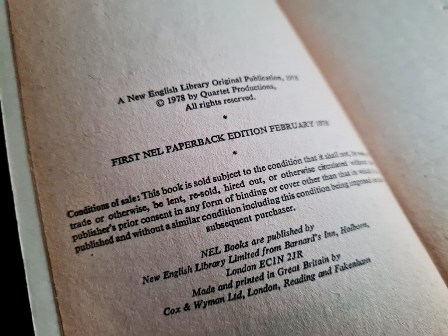 A New English Library Original Publication, 1978
© 1978 by Quartet Productions,
All rights reserved.
*
FIRST NEL PAPERBACK EDITION FEBRUARY 1978
*
Conditions of sale: This book is sold subject to the condition that it shall not, by way of
trade or otherwise, be lent, re-sold, hired out, or otherwise circulated without the
publisher's prior consent in any form of binding or cover other than that in which it is
published and without a similar condition including this condition being imposed on the
subsequent purchaser.
NEL Books are published by
New English Library Limited from Barnard's Inn, Holborn,
London EC1N 2JR
Made and printed in Great Britain by
Cox & Wyman Ltd, London, Reading and Fakenham